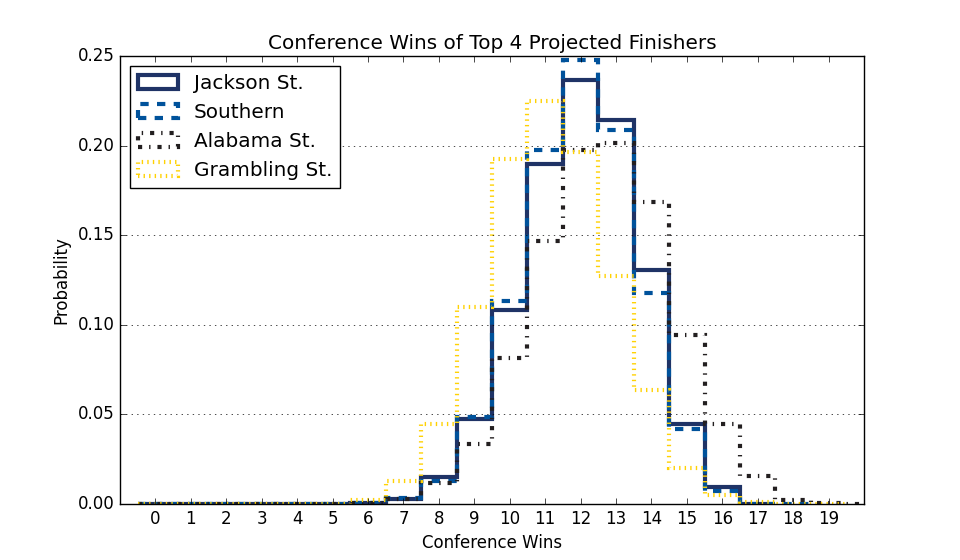 Conference Wins of Top 4 Projected Finishers
0.25
0.20
0.15
0.10
0.05
0.00
Probability
Jackson St.
Southern
Alabama St.
Grambling St.
0 1 2 3 4 5 6 7 8 9 10 11 12 13 14 15 16 17 18 19
Conference Wins